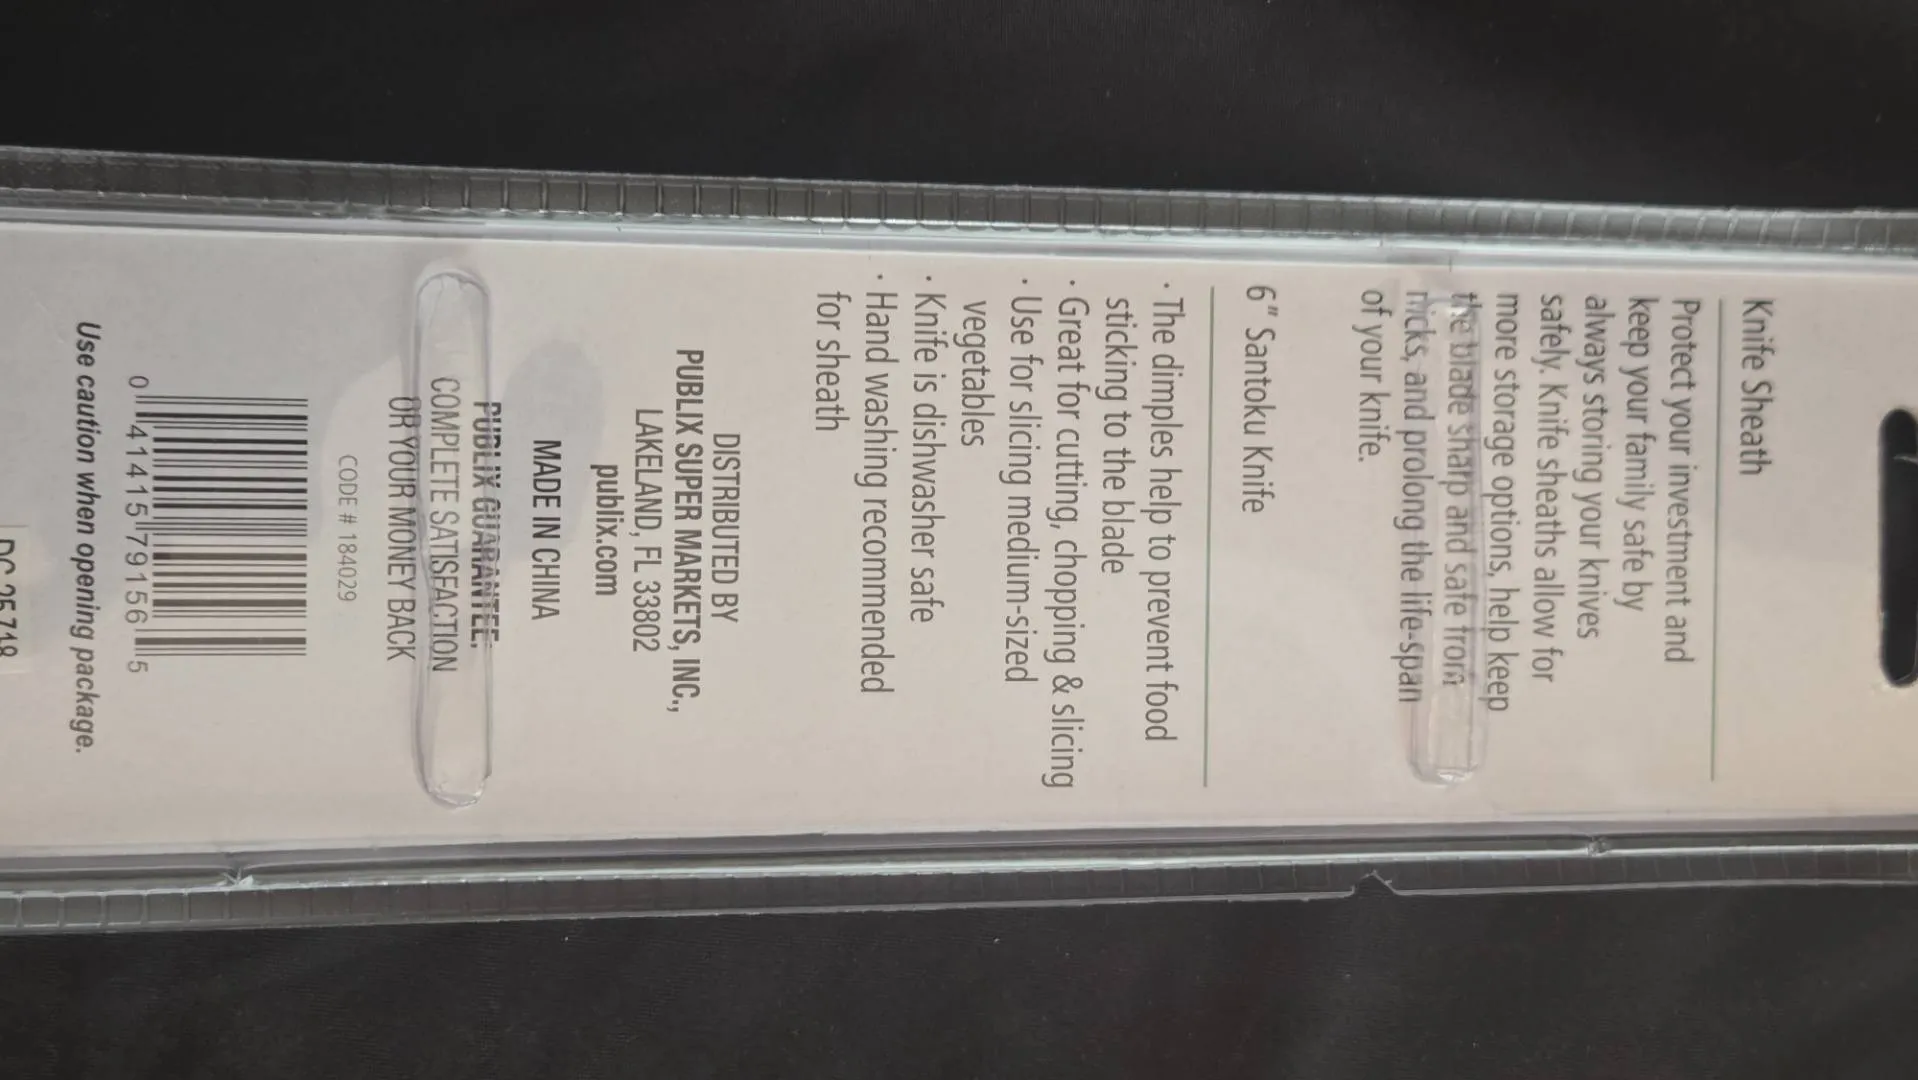 Knife Sheath
Protect your investment and
keep your family safe by
always storing your knives
safely. Knife sheaths allow for
more storage options, help keep
the blade sharp and safe from
nicks, and prolong the life-span
of your knife.
6" Santoku Knife
· The dimples help to prevent food
sticking to the blade
· Great for cutting, chopping & slicing
· Use for slicing medium-sized
vegetables
· Knife is dishwasher safe
· Hand washing recommended
for sheath
DISTRIBUTED BY
PUBLIX SUPER MARKETS, INC.,
LAKELAND, FL 33802
publix.com
MADE IN CHINA
PUBLIX GUARANTEE:
COMPLETE SATISFACTION
OR YOUR MONEY BACK
CODE # 184029
0 41415 79156 5
Use caution when opening package.